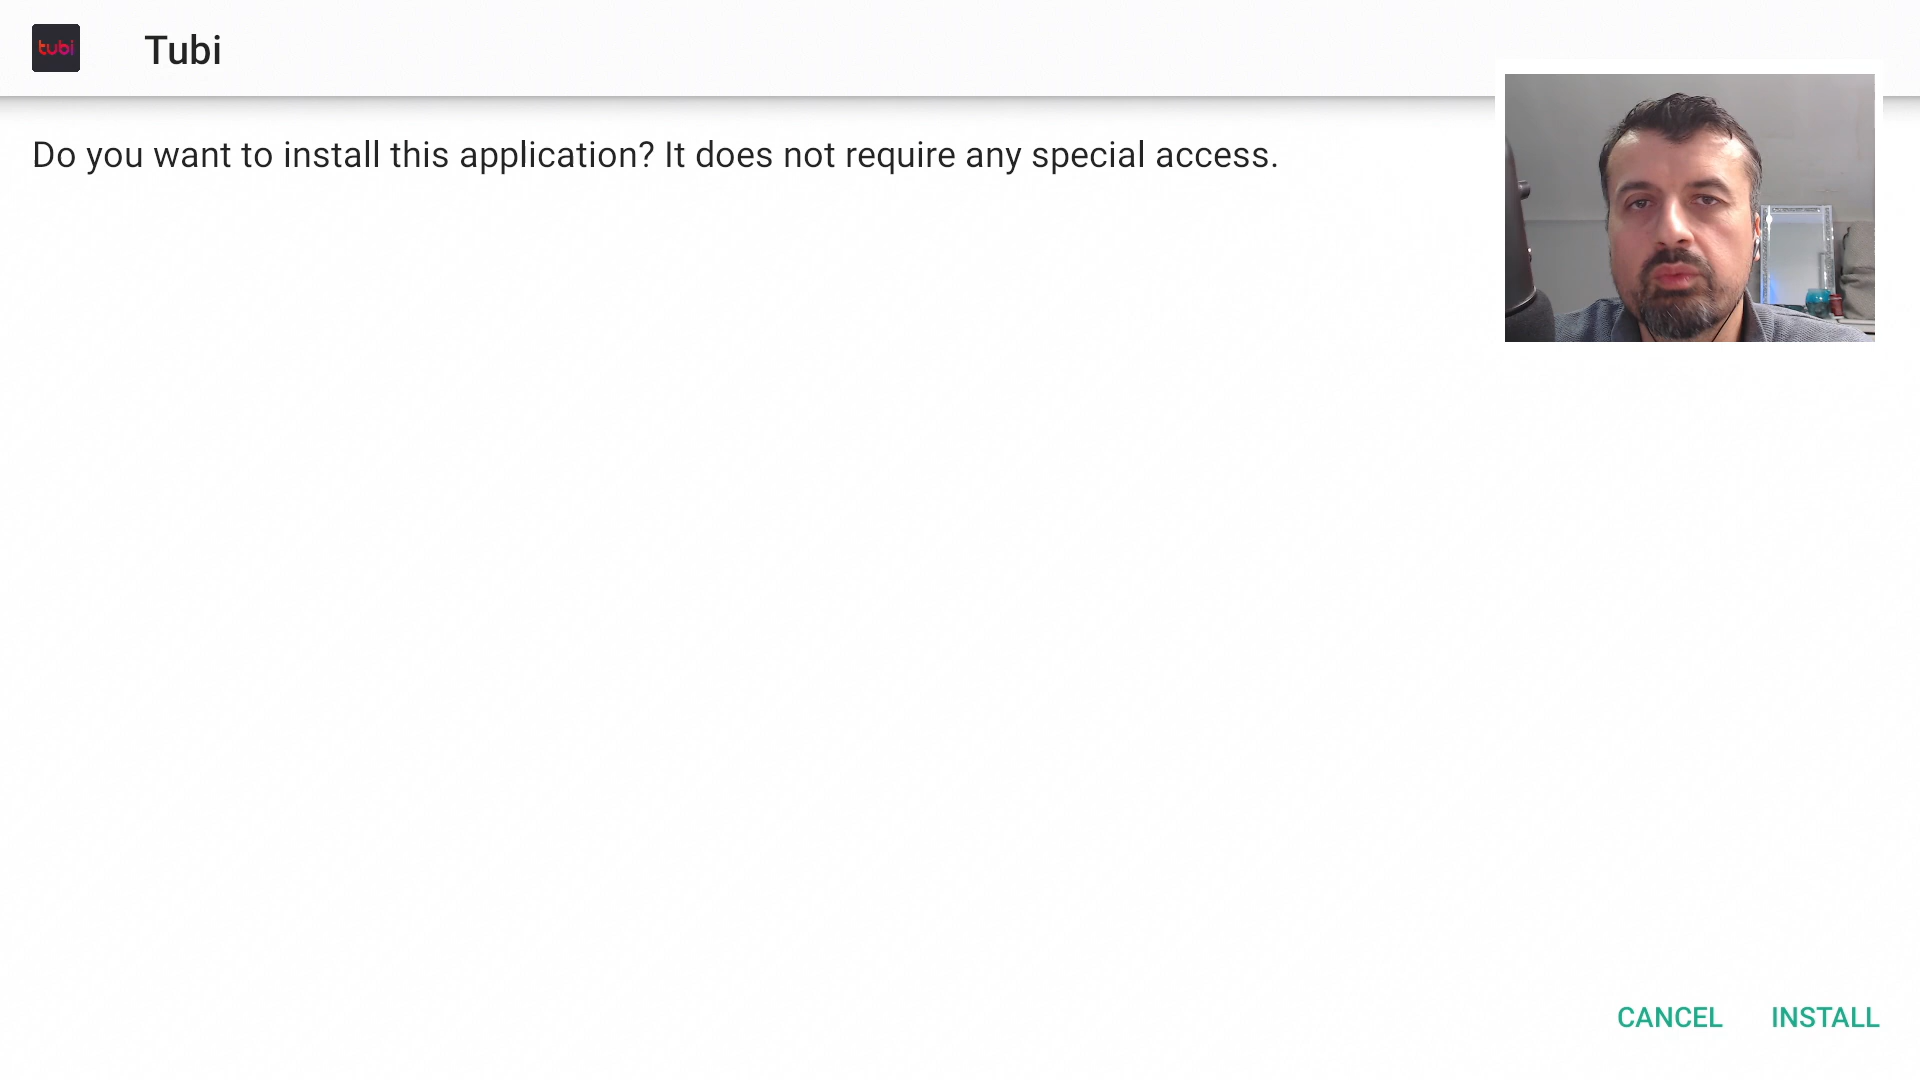 tubi
Tubi
Do you want to install this application? It does not require any special access.
CANCEL
INSTALL